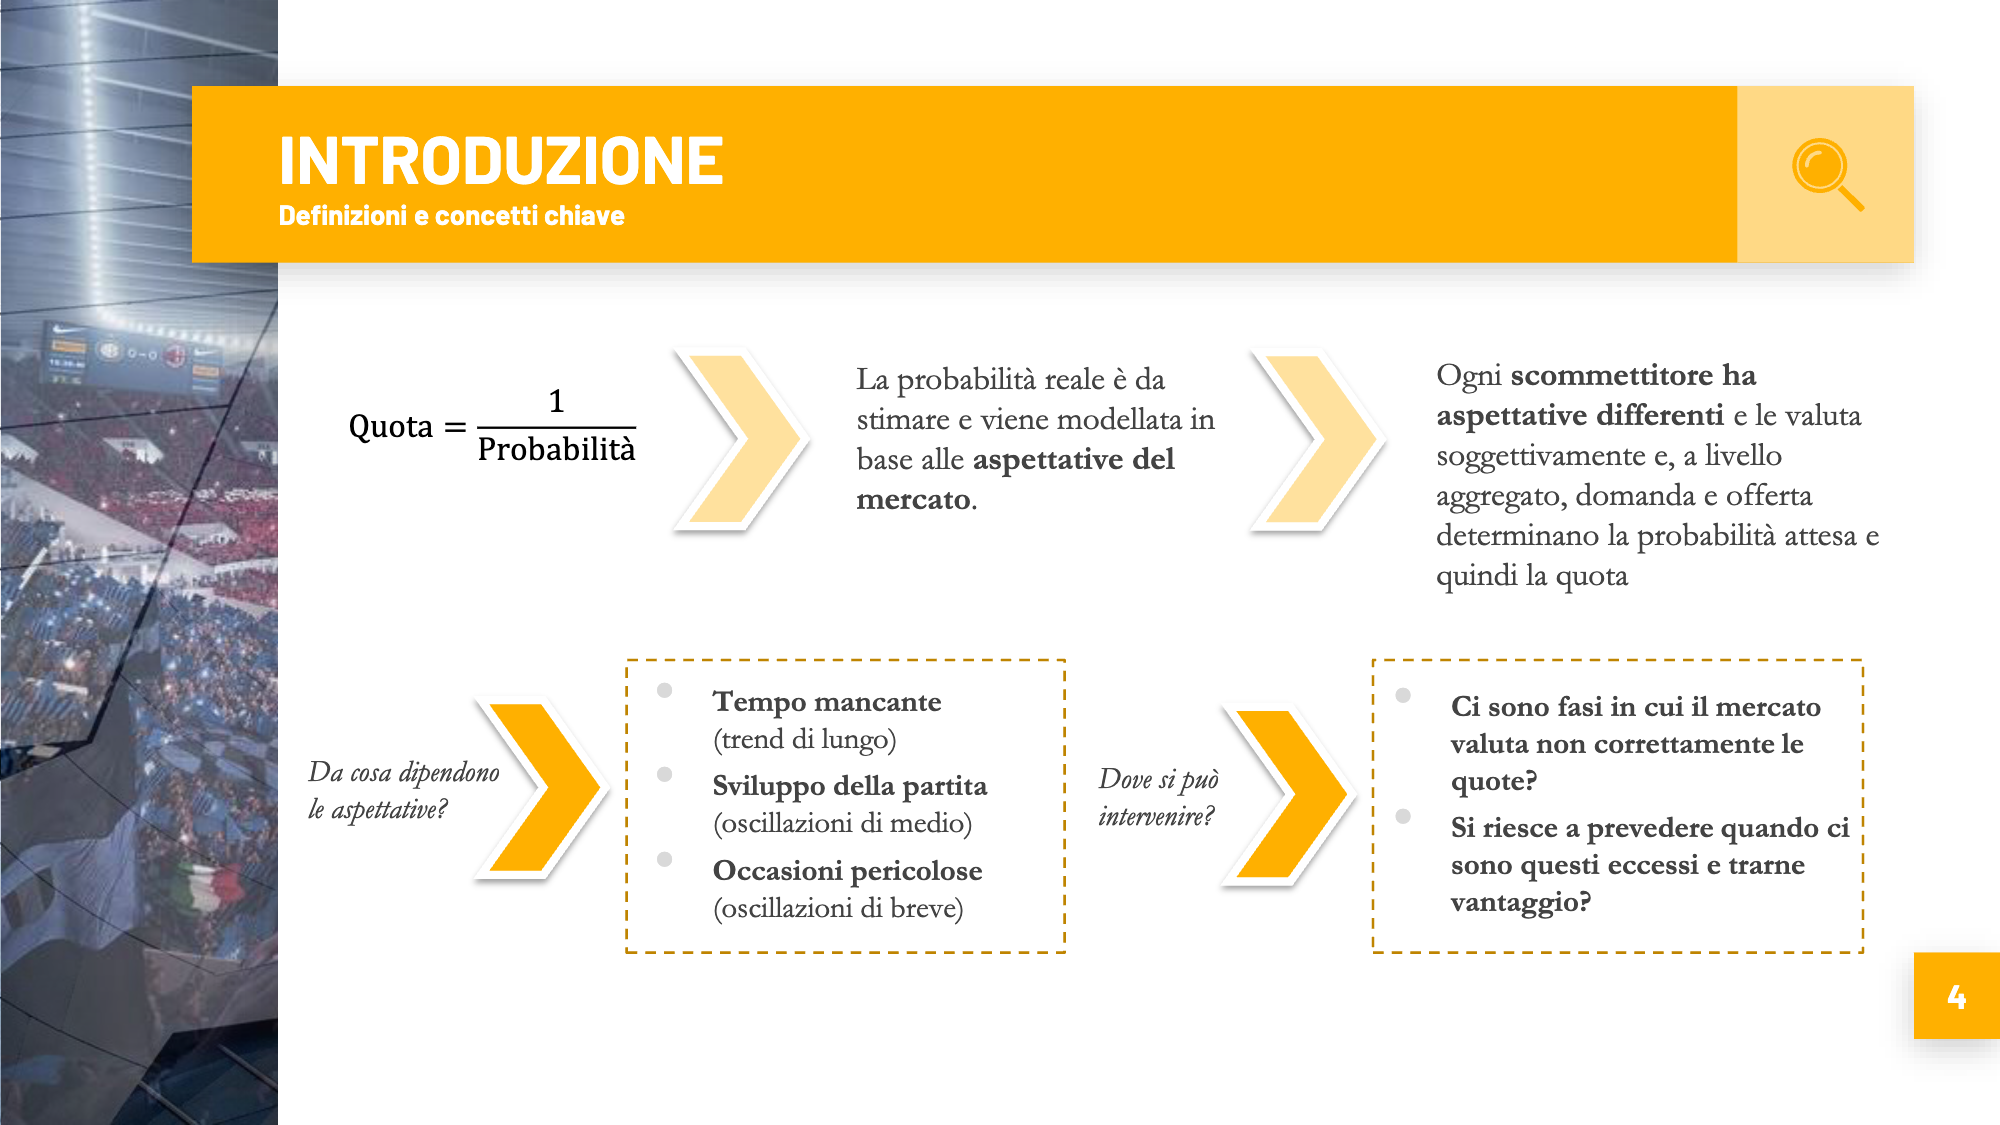 INTRODUZIONE
Definizioni e concetti chiave
Quota = 1
Probabilità
La probabilità reale è da
stimare e viene modellata in
base alle aspettative del
mercato.
Ogni scommettitore ha
aspettative differenti e le valuta
soggettivamente e, a livello
aggregato, domanda e offerta
determinano la probabilità attesa e
quindi la quota
Da cosa dipendono
le aspettative?
Tempo mancante
(trend di lungo)
Sviluppo della partita
(oscillazioni di medio)
Occasioni pericolose
(oscillazioni di breve)
Dove si può
intervenire?
Ci sono fasi in cui il mercato
valuta non correttamente le
quote?
Si riesce a prevedere quando ci
sono questi eccessi e trarne
vantaggio?
4
0-0